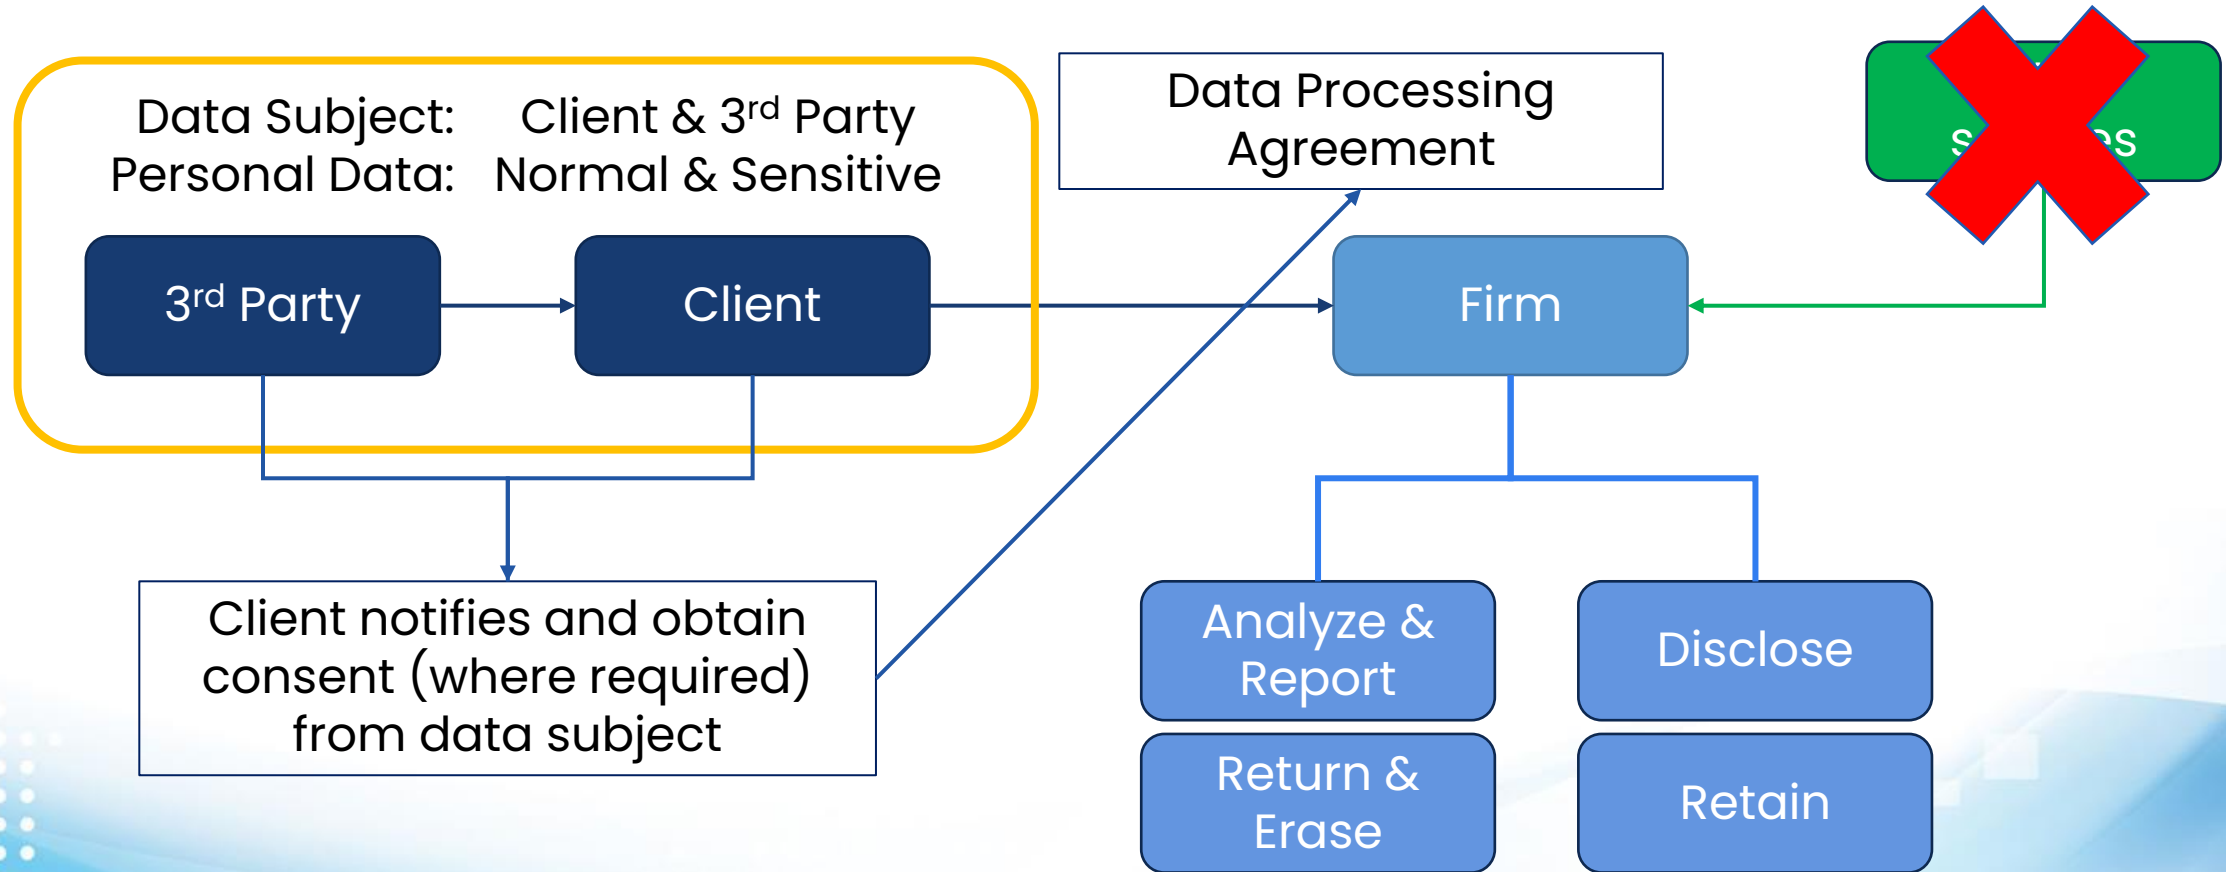 Data Subject: Client & 3rd Party
Personal Data: Normal & Sensitive
Data Processing
Agreement
3rd Party
Client
Firm
Client notifies and obtain
consent (where required)
from data subject
Analyze &
Report
Disclose
Return &
Erase
Retain